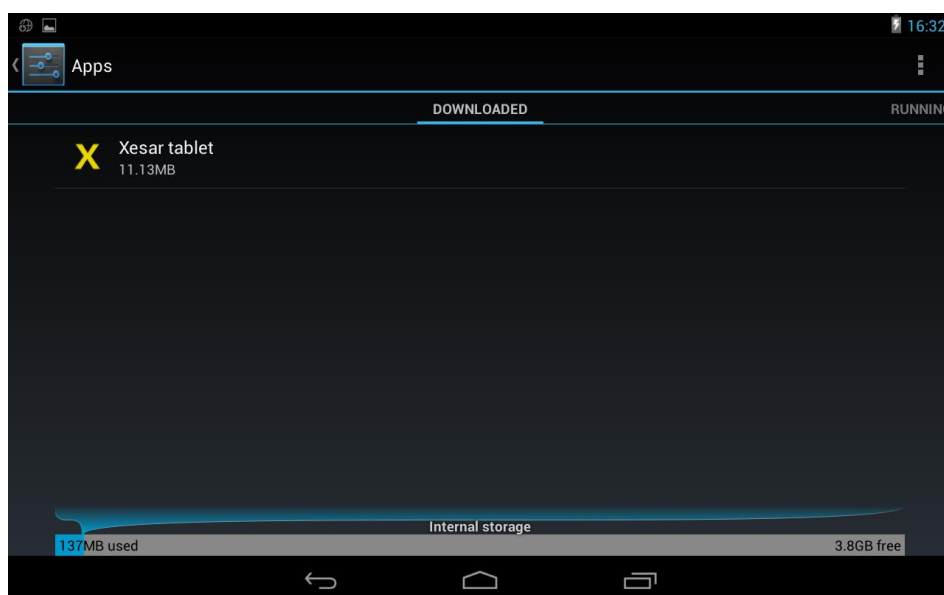 16:32
Apps
DOWNLOADED
RUNNIN
X
Xesar tablet
11.13MB
Internal storage
137MB used
3.8GB free